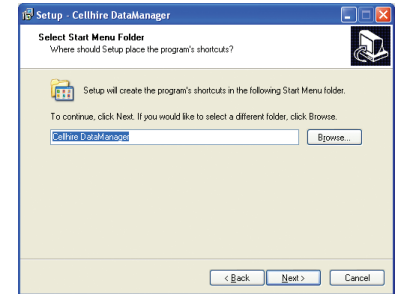 Setup - Cellhire DataManager
Select Start Menu Folder
Where should Setup place the program's shortcuts?
Setup will create the program's shortcuts in the following Start Menu folder.
To continue, click Next. If you would like to select a different folder, click Browse.
Cellhire DataManager
Browse...
< Back
Next >
Cancel